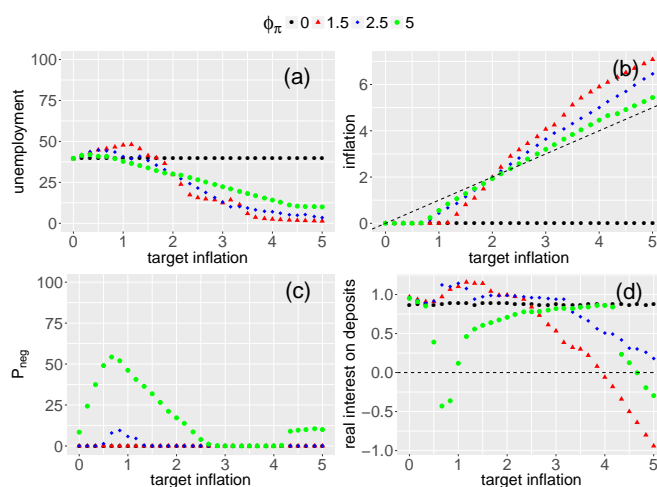 ϕπ 0 1.5 2.5 5
(a)
unemployment
100
75
50
25
0
0 1 2 3 4 5
target inflation
(b)
inflation
6
4
2
0
0 1 2 3 4 5
target inflation
(c)
Pneg
100
75
50
25
0
0 1 2 3 4 5
target inflation
(d)
real interest on deposits
1.0
0.5
0.0
−0.5
−1.0
0 1 2 3 4 5
target inflation